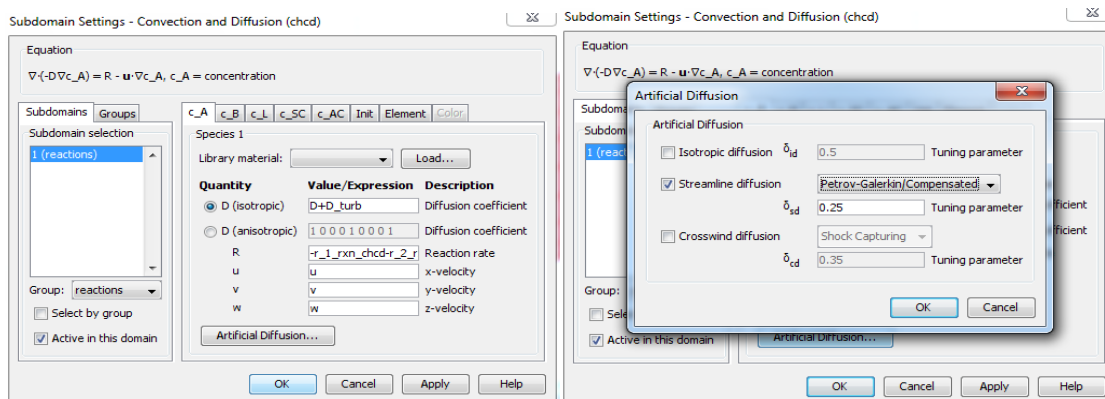 Subdomain Settings - Convection and Diffusion (chcd)
Equation
∇·(-D∇c_A) = R - u·∇c_A, c_A = concentration
Subdomains Groups
Subdomain selection
1 (reactions)
Group: reactions
Select by group
Active in this domain
c_A c_B c_L c_SC c_AC Init Element Color
Species 1
Library material: Load...
Quantity Value/Expression Description
D (isotropic) D+D_turb Diffusion coefficient
D (anisotropic) 1 0 0 0 1 0 0 0 1 Diffusion coefficient
R -r_1_rxn_chcd-r_2_r Reaction rate
u u x-velocity
v v y-velocity
w w z-velocity
Artificial Diffusion...
OK Cancel Apply Help
Subdomain Settings - Convection and Diffusion (chcd)
Equation
∇·(-D∇c_A) = R - u·∇c_A, c_A = concentration
Subdoma
Subdom
1 (react
Group:
Sele
Active in this domain
ficient
ficient
Artificial Diffusion...
OK Cancel Apply Help
Artificial Diffusion
Artificial Diffusion
Isotropic diffusion δid 0.5 Tuning parameter
Streamline diffusion Petrov-Galerkin/Compensated
δsd 0.25 Tuning parameter
Crosswind diffusion Shock Capturing
δcd 0.35 Tuning parameter
OK Cancel